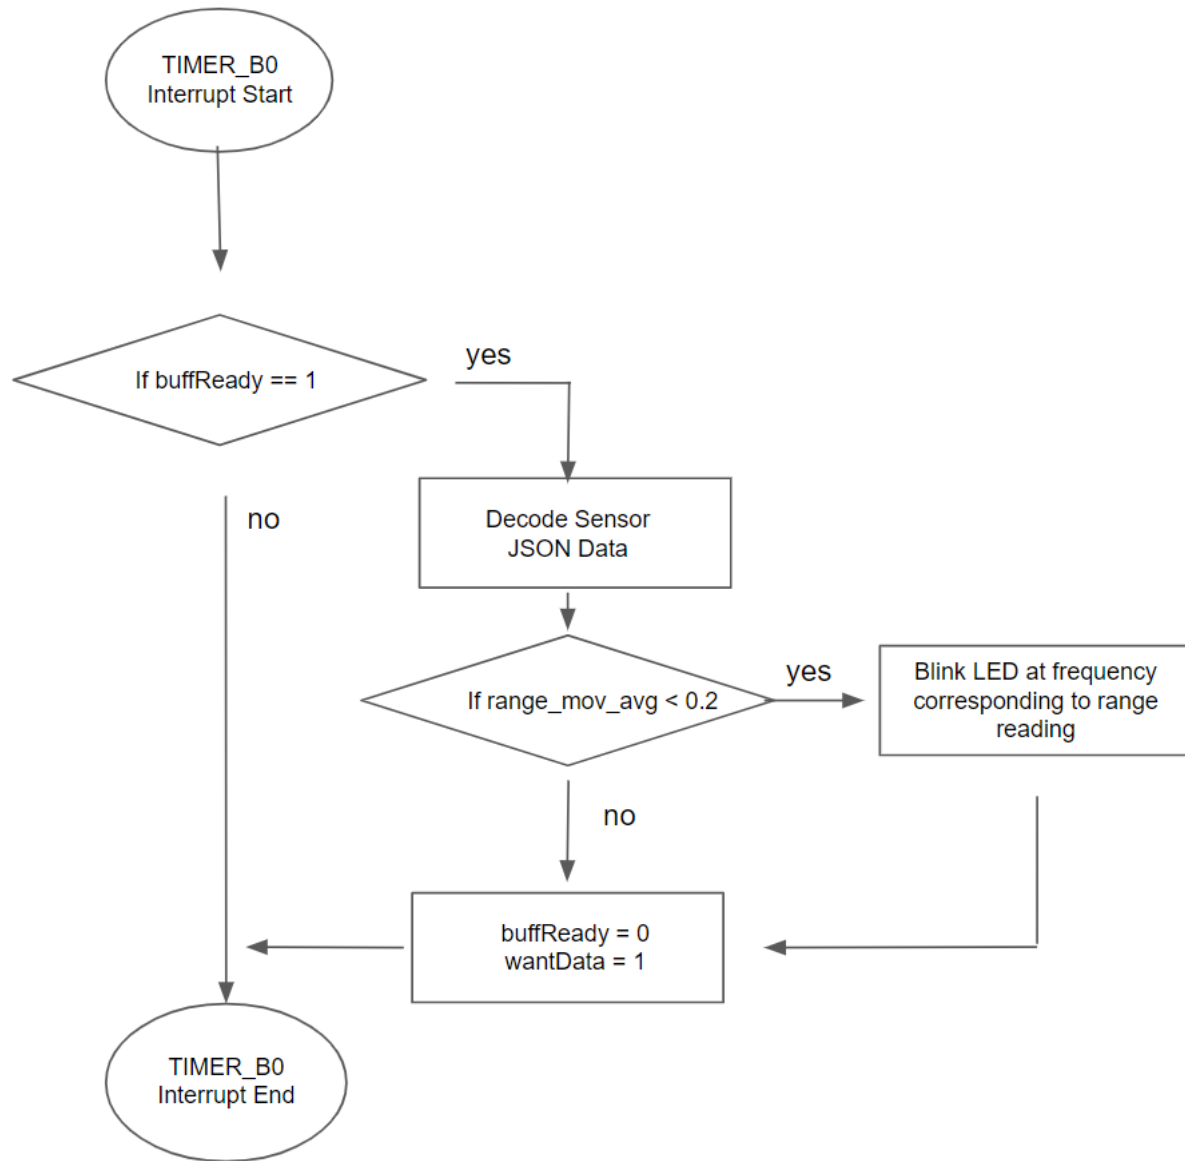 TIMER_B0
Interrupt Start
If buffReady == 1
yes
no
Decode Sensor
JSON Data
If range_mov_avg < 0.2
yes
Blink LED at frequency
corresponding to range
reading
no
buffReady = 0
wantData = 1
TIMER_B0
Interrupt End